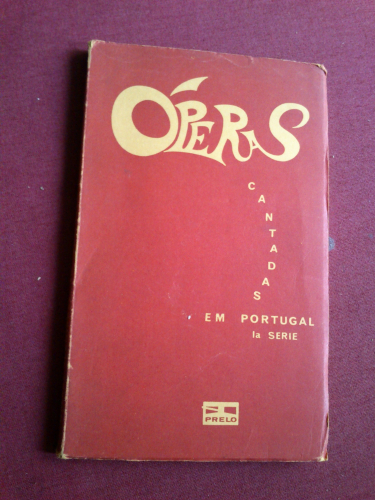 ÓPERAS
CANTADAS
EM PORTUGAL
1a SERIE
PRELO